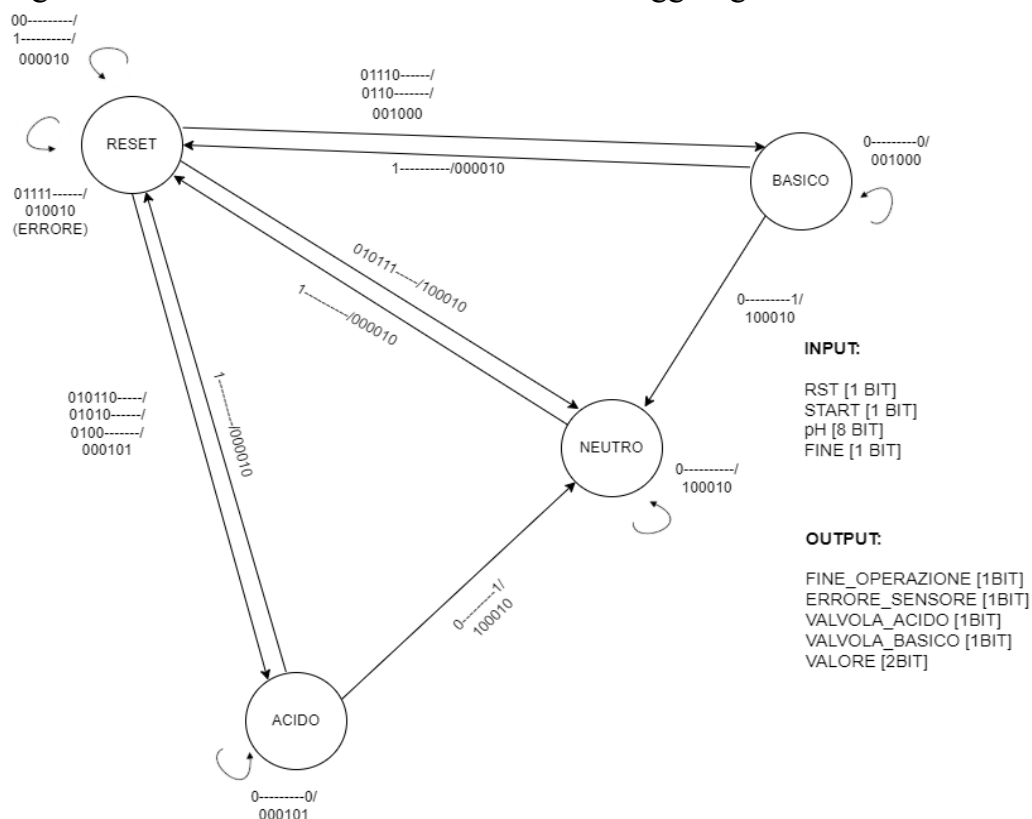 00---------/
1----------/
000010
RESET
01111------/
010010
(ERRORE)
01110------/
0110-------/
001000
1----------/000010
BASICO
0---------0/
001000
010111-----/100010
1----------/000010
0---------1/
100010
INPUT:
RST [1 BIT]
START [1 BIT]
pH [8 BIT]
FINE [1 BIT]
010110-----/
01010------/
0100-------/
000101
1----------/000010
NEUTRO
0----------/
100010
0---------1/
100010
OUTPUT:
FINE_OPERAZIONE [1BIT]
ERRORE_SENSORE [1BIT]
VALVOLA_ACIDO [1BIT]
VALVOLA_BASICO [1BIT]
VALORE [2BIT]
ACIDO
0---------0/
000101